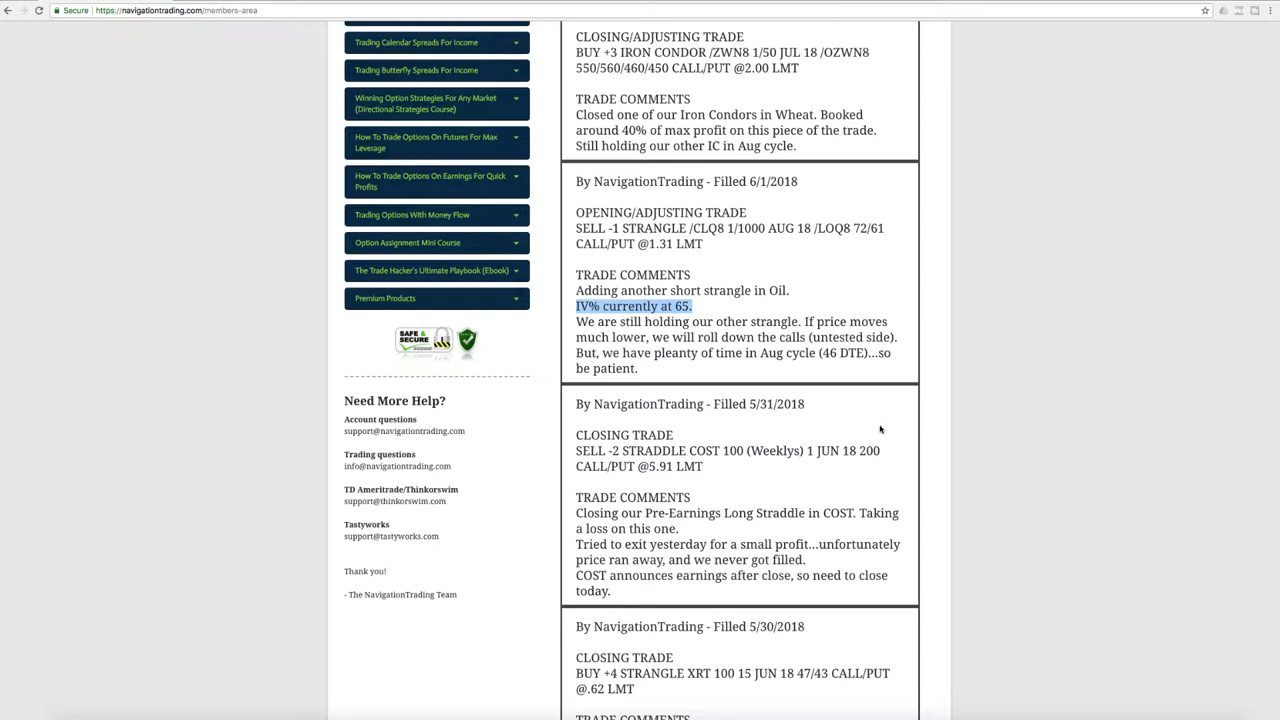 Secure https://navigationtrading.com/members-area
Trading Calendar Spreads For Income
Trading Butterfly Spreads For Income
Winning Option Strategies For Any Market
(Directional Strategies Course)
How To Trade Options On Futures For Max
Leverage
How To Trade Options On Earnings For Quick
Profits
Trading Options With Money Flow
Option Assignment Mini Course
The Trade Hacker's Ultimate Playbook (Ebook)
Premium Products
SAFE &
SECURE
Need More Help?
Account questions
support@navigationtrading.com
Trading questions
info@navigationtrading.com
TD Ameritrade/Thinkorswim
support@thinkorswim.com
Tastyworks
support@tastyworks.com
Thank you!
- The NavigationTrading Team
CLOSING/ADJUSTING TRADE
BUY +3 IRON CONDOR /ZWN8 1/50 JUL 18 /OZWN8
550/560/460/450 CALL/PUT @2.00 LMT
TRADE COMMENTS
Closed one of our Iron Condors in Wheat. Booked
around 40% of max profit on this piece of the trade.
Still holding our other IC in Aug cycle.
By NavigationTrading - Filled 6/1/2018
OPENING/ADJUSTING TRADE
SELL -1 STRANGLE /CLQ8 1/1000 AUG 18 /LOQ8 72/61
CALL/PUT @1.31 LMT
TRADE COMMENTS
Adding another short strangle in Oil.
IV% currently at 65.
We are still holding our other strangle. If price moves
much lower, we will roll down the calls (untested side).
But, we have pleanty of time in Aug cycle (46 DTE)...so
be patient.
By NavigationTrading - Filled 5/31/2018
CLOSING TRADE
SELL -2 STRADDLE COST 100 (Weeklys) 1 JUN 18 200
CALL/PUT @5.91 LMT
TRADE COMMENTS
Closing our Pre-Earnings Long Straddle in COST. Taking
a loss on this one.
Tried to exit yesterday for a small profit...unfortunately
price ran away, and we never got filled.
COST announces earnings after close, so need to close
today.
By NavigationTrading - Filled 5/30/2018
CLOSING TRADE
BUY +4 STRANGLE XRT 100 15 JUN 18 47/43 CALL/PUT
@.62 LMT
TRADE COMMENTS